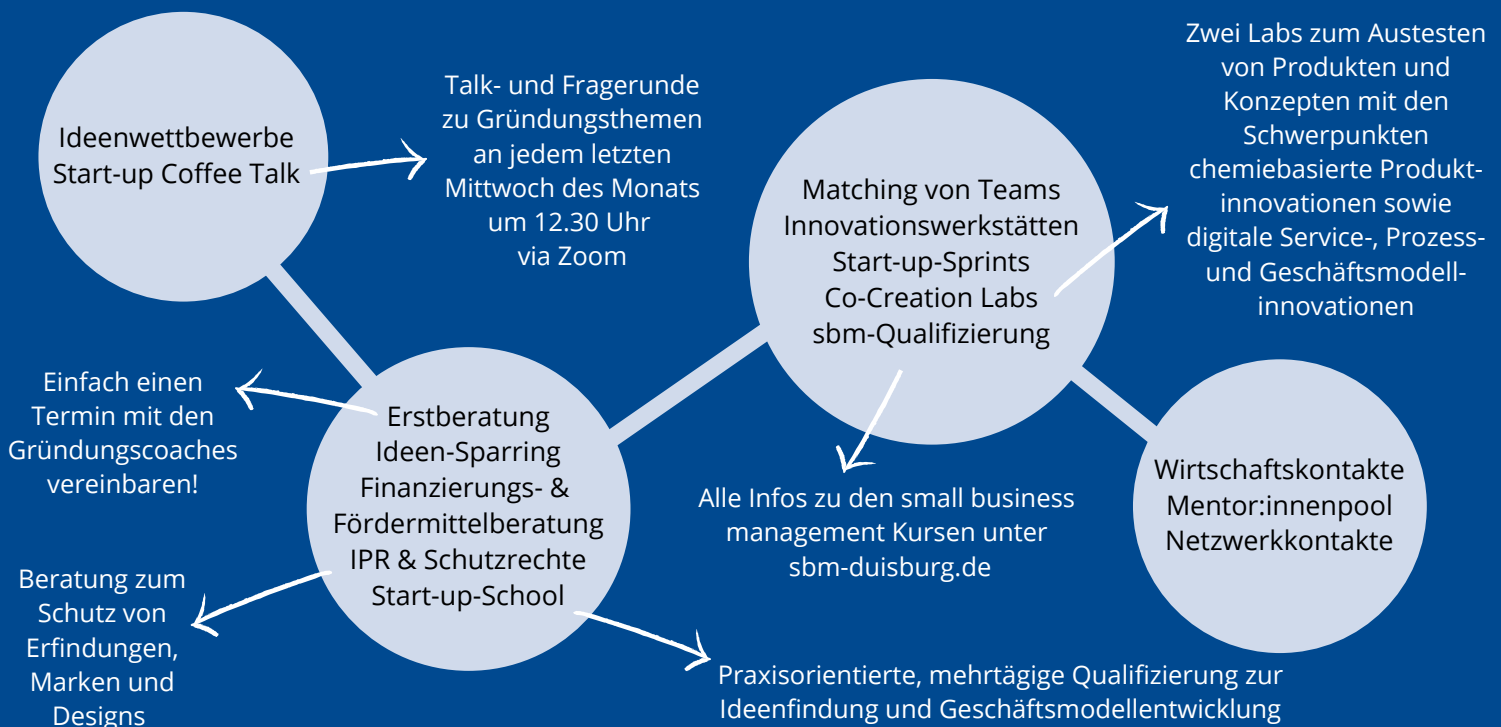 Ideenwettbewerbe
Start-up Coffee Talk
Talk- und Fragerunde
zu Gründungsthemen
an jedem letzten
Mittwoch des Monats
um 12.30 Uhr
via Zoom
Matching von Teams
Innovationswerkstätten
Start-up-Sprints
Co-Creation Labs
sbm-Qualifizierung
Zwei Labs zum Austesten
von Produkten und
Konzepten mit den
Schwerpunkten
chemiebasierte Produkt-
innovationen sowie
digitale Service-, Prozess-
und Geschäftsmodell-
innovationen
Einfach einen
Termin mit den
Gründungscoaches
vereinbaren!
Erstberatung
Ideen-Sparring
Finanzierungs- &
Fördermittelberatung
IPR & Schutzrechte
Start-up-School
Alle Infos zu den small business
management Kursen unter
sbm-duisburg.de
Wirtschaftskontakte
Mentor:innenpool
Netzwerkkontakte
Beratung zum
Schutz von
Erfindungen,
Marken und
Designs
Praxisorientierte, mehrtägige Qualifizierung zur
Ideenfindung und Geschäftsmodellentwicklung